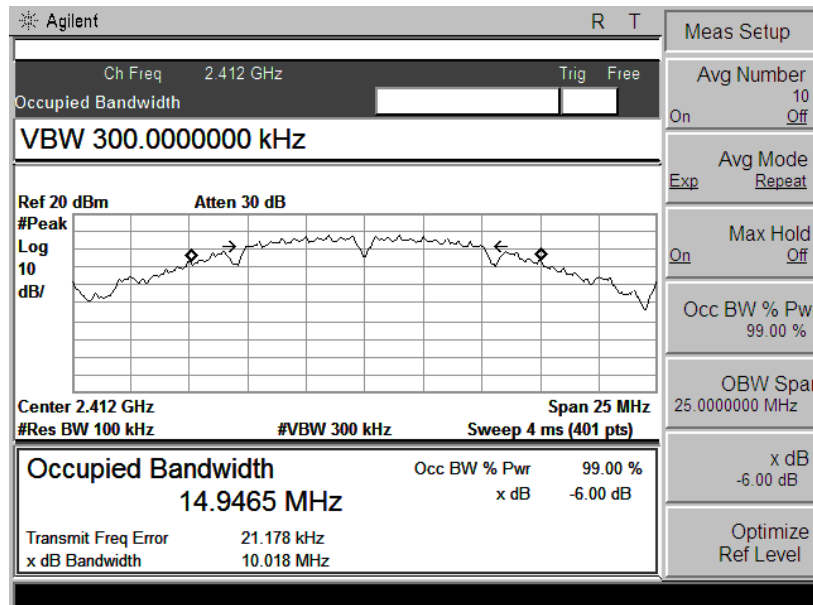 Agilent R T
Ch Freq 2.412 GHz Trig Free
Occupied Bandwidth
VBW 300.0000000 kHz
Ref 20 dBm Atten 30 dB
#Peak
Log
10
dB/
Center 2.412 GHz Span 25 MHz
#Res BW 100 kHz #VBW 300 kHz Sweep 4 ms (401 pts)
Occupied Bandwidth Occ BW % Pwr 99.00 %
14.9465 MHz x dB -6.00 dB
Transmit Freq Error 21.178 kHz
x dB Bandwidth 10.018 MHz
Meas Setup
Avg Number
10
On Off
Avg Mode
Exp Repeat
Max Hold
On Off
Occ BW % Pw
99.00 %
OBW Spa
25.0000000 MHz
x dB
-6.00 dB
Optimize
Ref Level